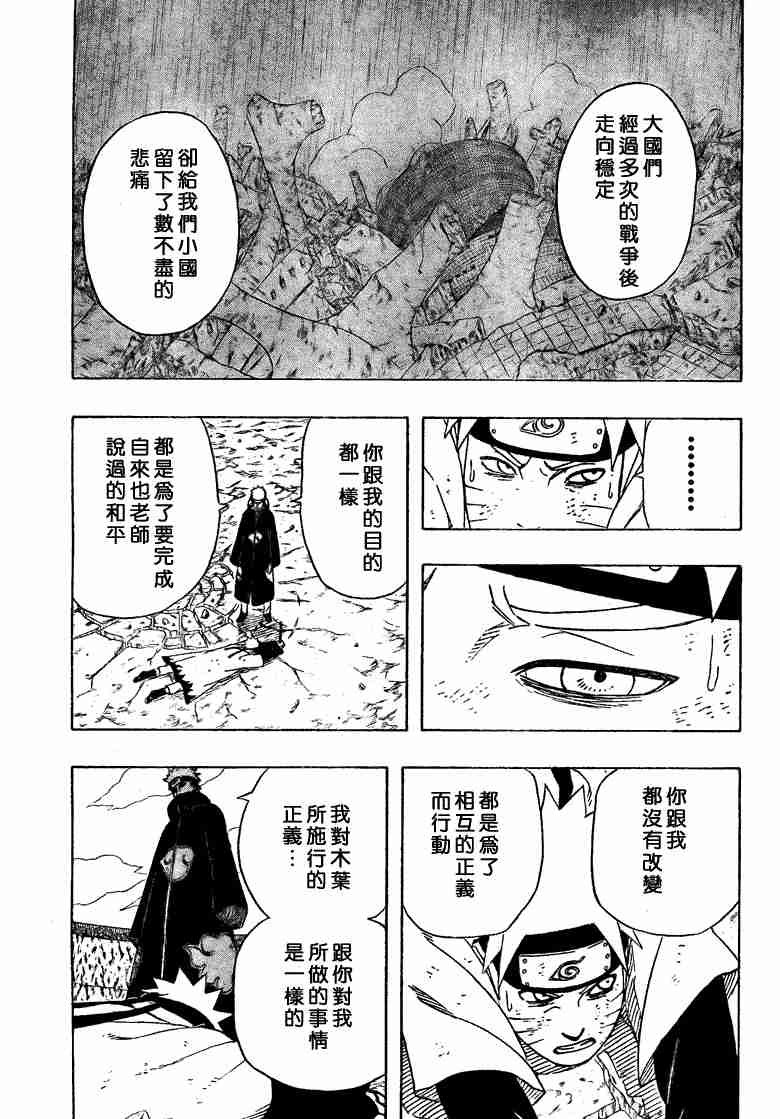 大國們
經過多次的戰爭後
走向穩定
卻給我們小國
留下了數不盡的
悲痛
………
你跟我的目的
都一樣
都是爲了要完成
自來也老師
說過的和平
你跟我
都沒有改變
都是爲了
相互的正義
而行動
我對木葉
所施行的
正義…
跟你對我
所做的事情
是一樣的